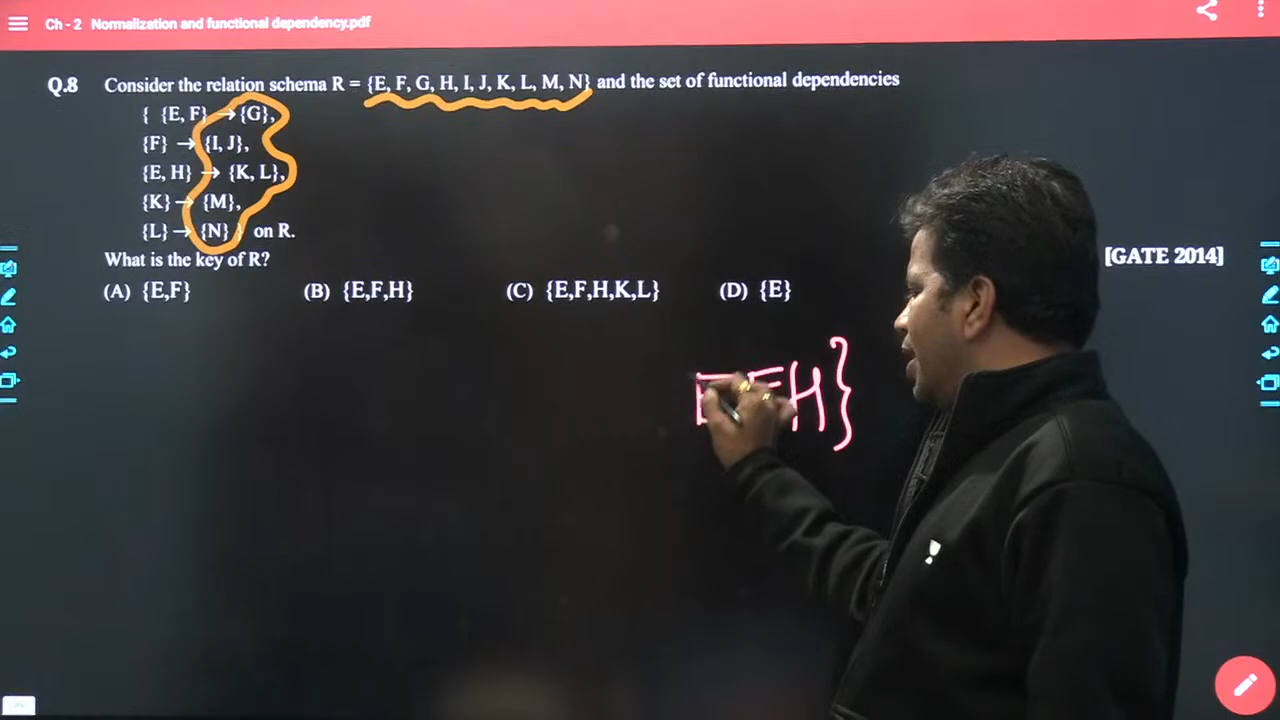 Ch - 2 Normalization and functional dependency.pdf
Q.8 Consider the relation schema R = {E, F, G, H, I, J, K, L, M, N} and the set of functional dependencies
{ {E, F} → {G},
{F} → {I, J},
{E, H} → {K, L},
{K} → {M},
{L} → {N} } on R.
What is the key of R?
[GATE 2014]
(A) {E,F} (B) {E,F,H} (C) {E,F,H,K,L} (D) {E}
E F H }